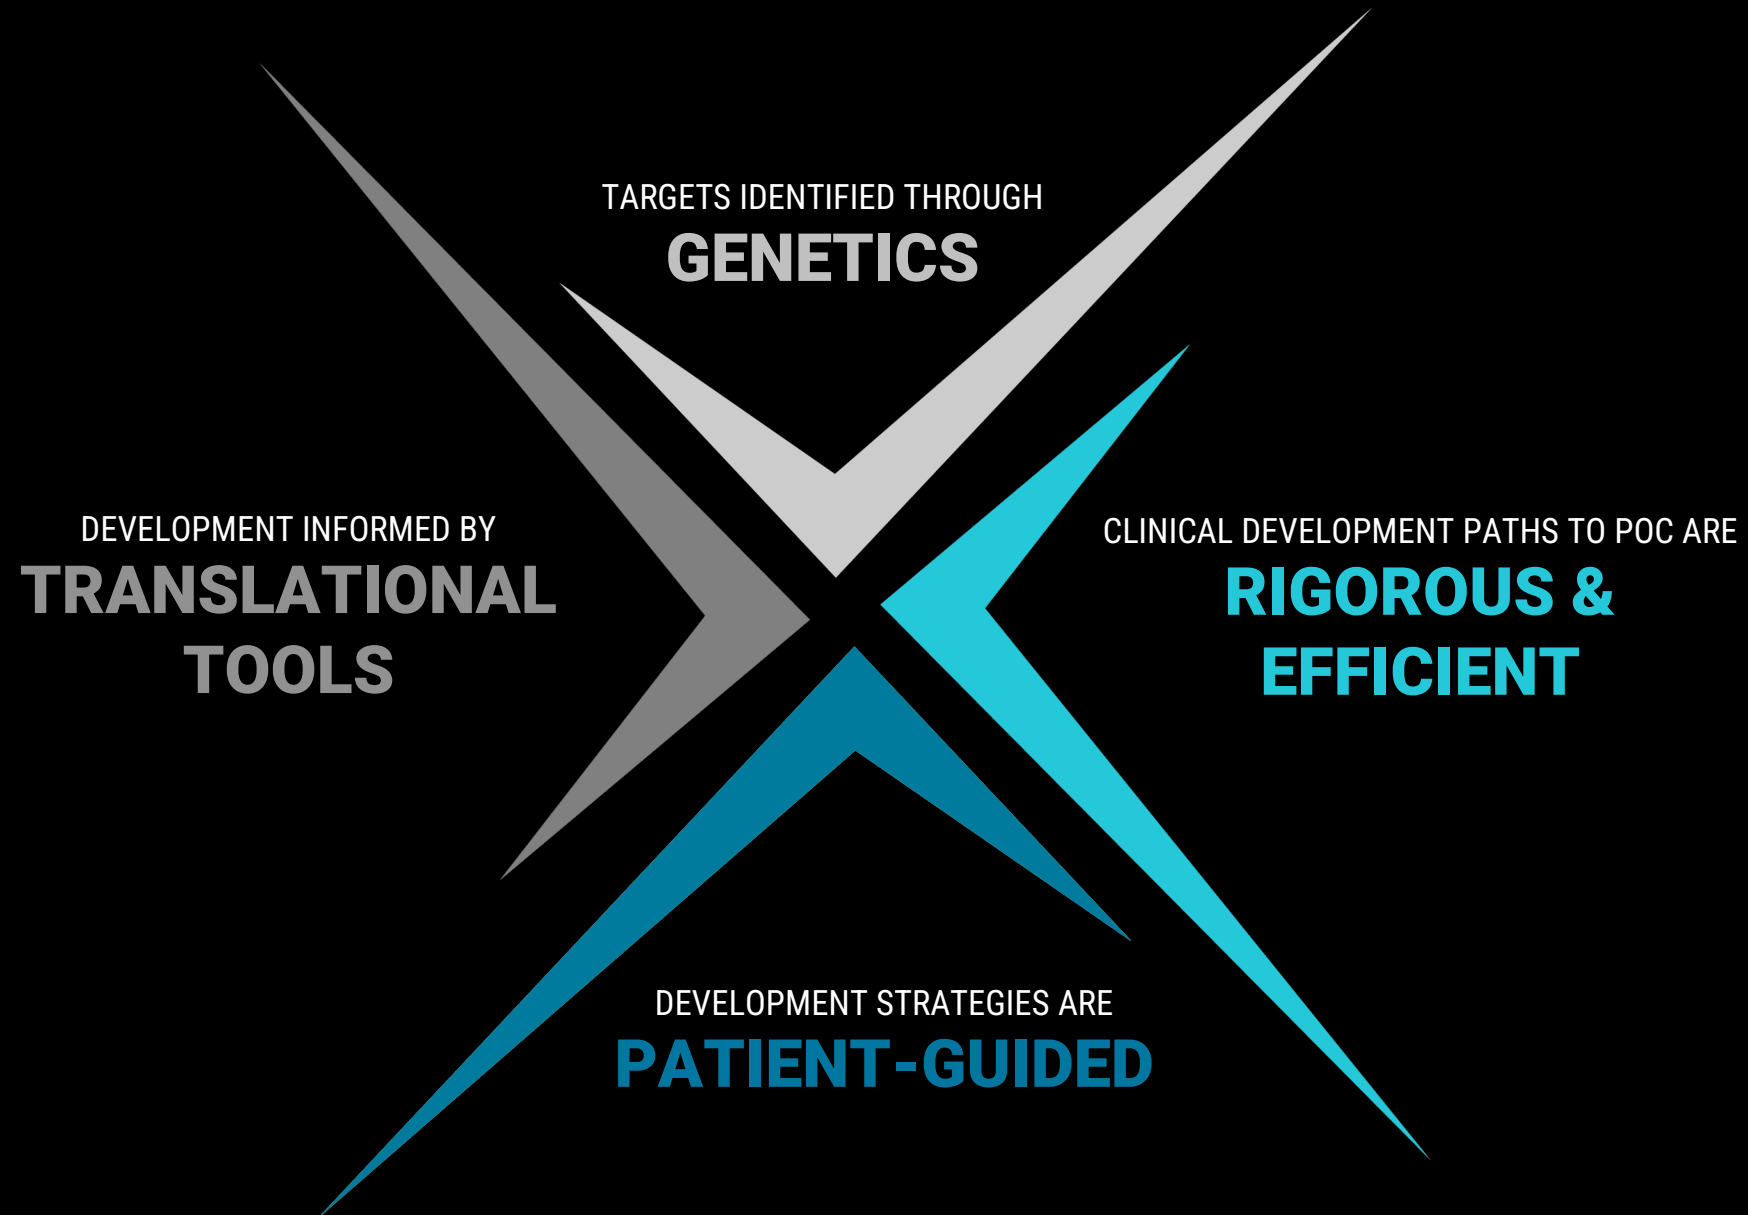 TARGETS IDENTIFIED THROUGH
GENETICS
DEVELOPMENT INFORMED BY
TRANSLATIONAL
TOOLS
CLINICAL DEVELOPMENT PATHS TO POC ARE
RIGOROUS &
EFFICIENT
DEVELOPMENT STRATEGIES ARE
PATIENT-GUIDED